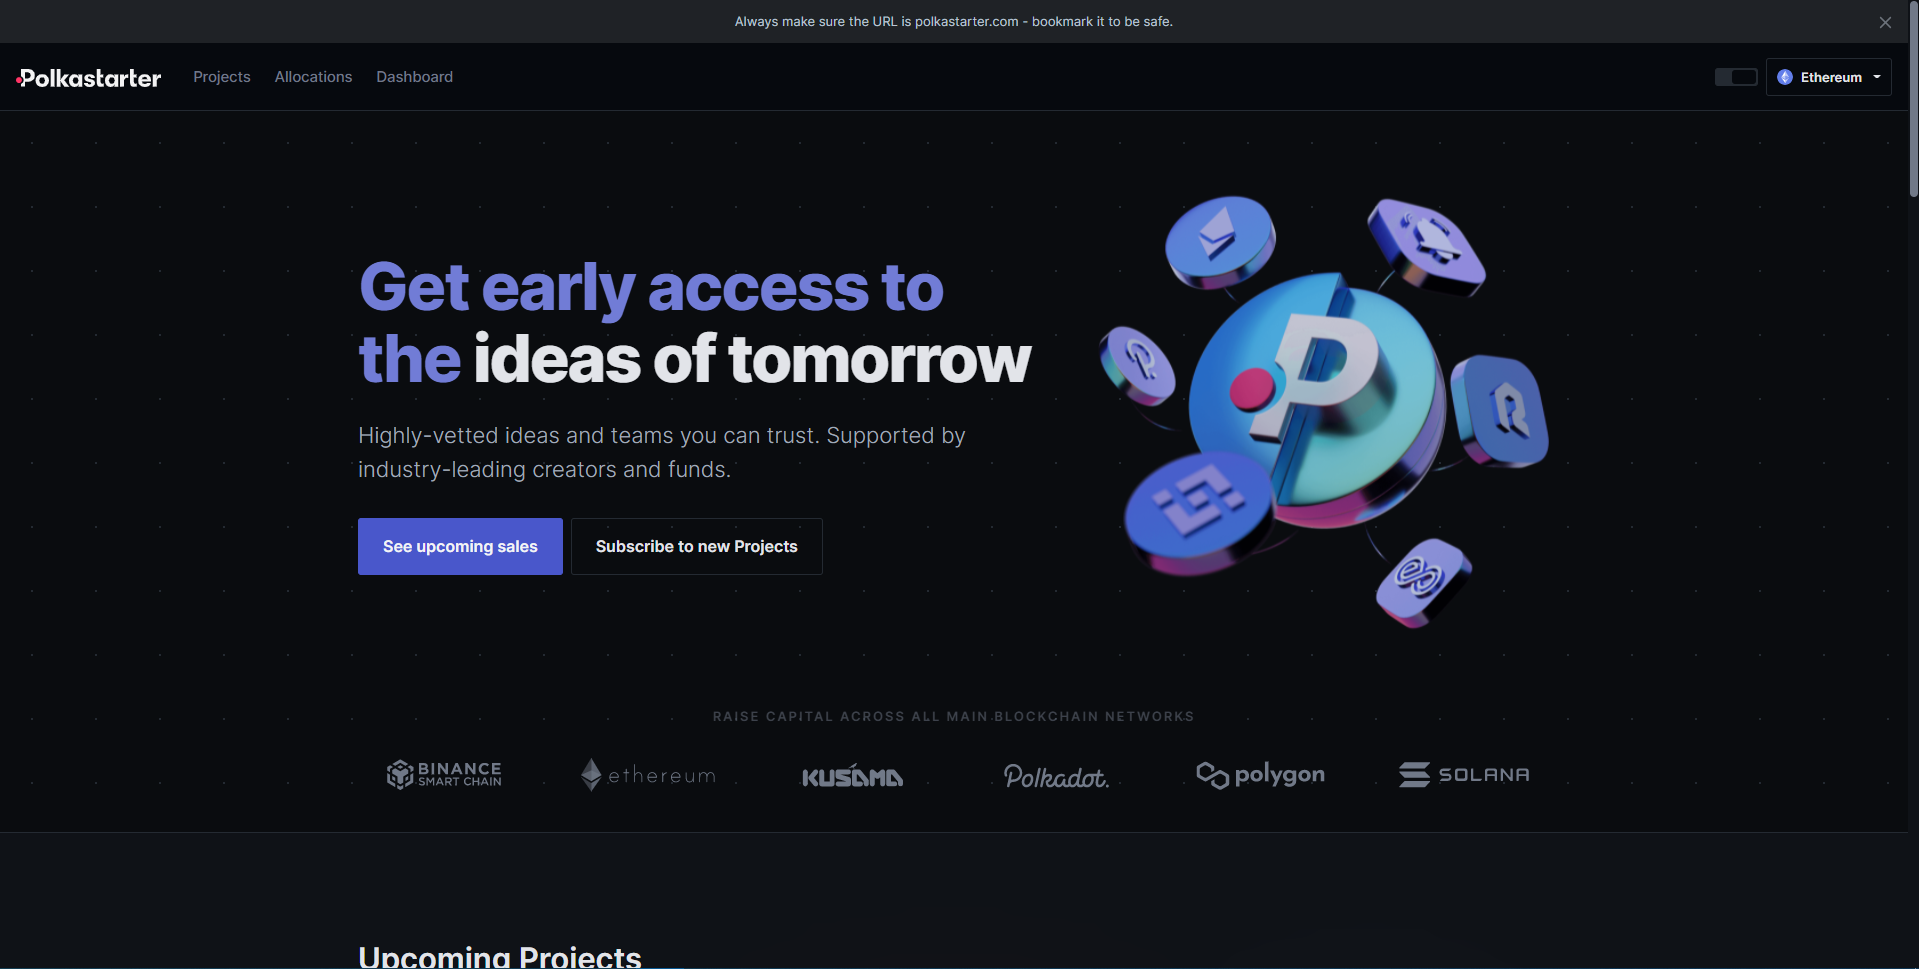 Always make sure the URL is polkastarter.com - bookmark it to be safe.
Polkastarter
Projects
Allocations
Dashboard
Ethereum
Get early access to
the ideas of tomorrow
Highly-vetted ideas and teams you can trust. Supported by
industry-leading creators and funds.
See upcoming sales
Subscribe to new Projects
RAISE CAPITAL ACROSS ALL MAIN BLOCKCHAIN NETWORKS
BINANCE
SMART CHAIN
ethereum
KUSAMA
Polkadot.
polygon
SOLANA
Upcoming Projects